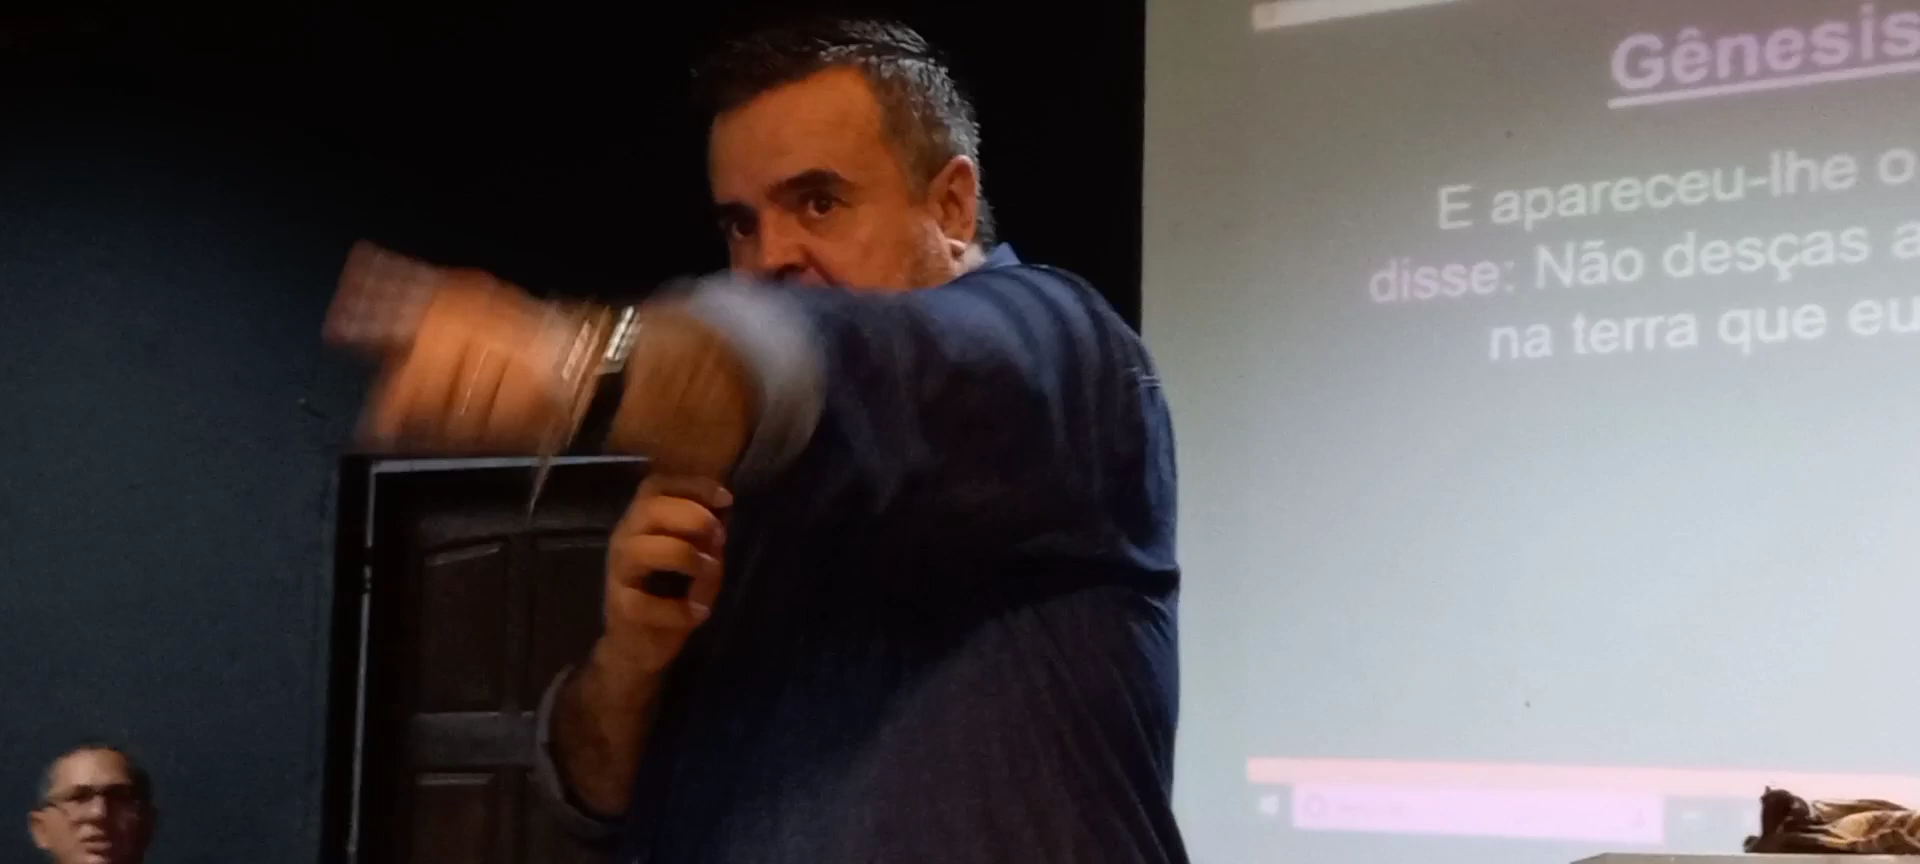 Gênesis
E apareceu-lhe o
disse: Não desças a
na terra que eu